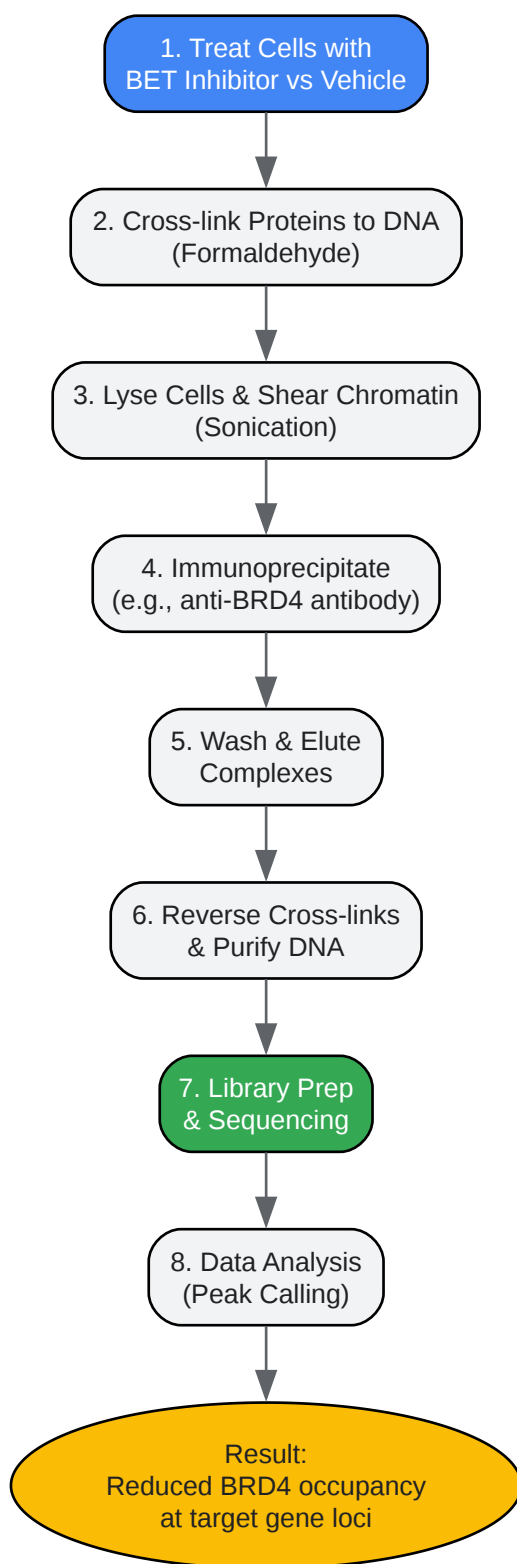 1. Treat Cells with
BET Inhibitor vs Vehicle
2. Cross-link Proteins to DNA
(Formaldehyde)
3. Lyse Cells & Shear Chromatin
(Sonication)
4. Immunoprecipitate
(e.g., anti-BRD4 antibody)
5. Wash & Elute
Complexes
6. Reverse Cross-links
& Purify DNA
7. Library Prep
& Sequencing
8. Data Analysis
(Peak Calling)
Result:
Reduced BRD4 occupancy
at target gene loci